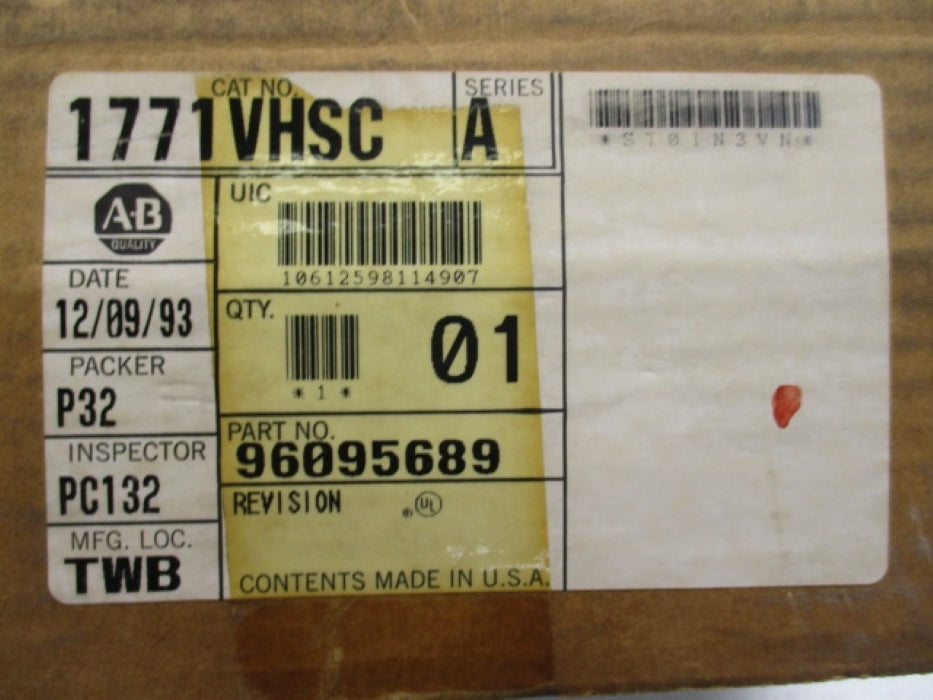 CAT NO.
1771VHSC
SERIES
A
*ST01N3VN*
A-B
QUALITY
UIC
10612598114907
DATE
12/09/93
QTY.
*1*
01
PACKER
P32
PART NO.
96095689
INSPECTOR
PC132
REVISION
® UL
MFG. LOC.
TWB
CONTENTS MADE IN U.S.A.